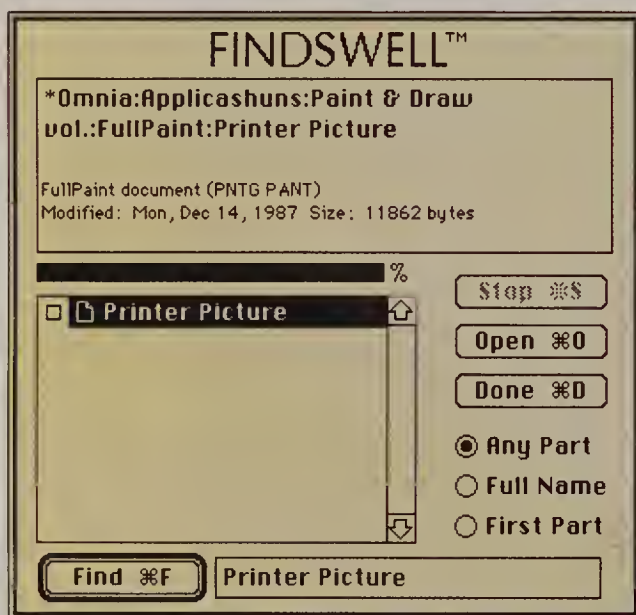 FINDSWELL™
*Omnia:Applicashuns:Paint & Draw
vol.:FullPaint:Printer Picture
FullPaint document (PNTG PANT)
Modified: Mon, Dec 14, 1987 Size: 11862 bytes
%
Printer Picture
Stop ⌘S
Open ⌘O
Done ⌘D
Any Part
Full Name
First Part
Find ⌘F
Printer Picture